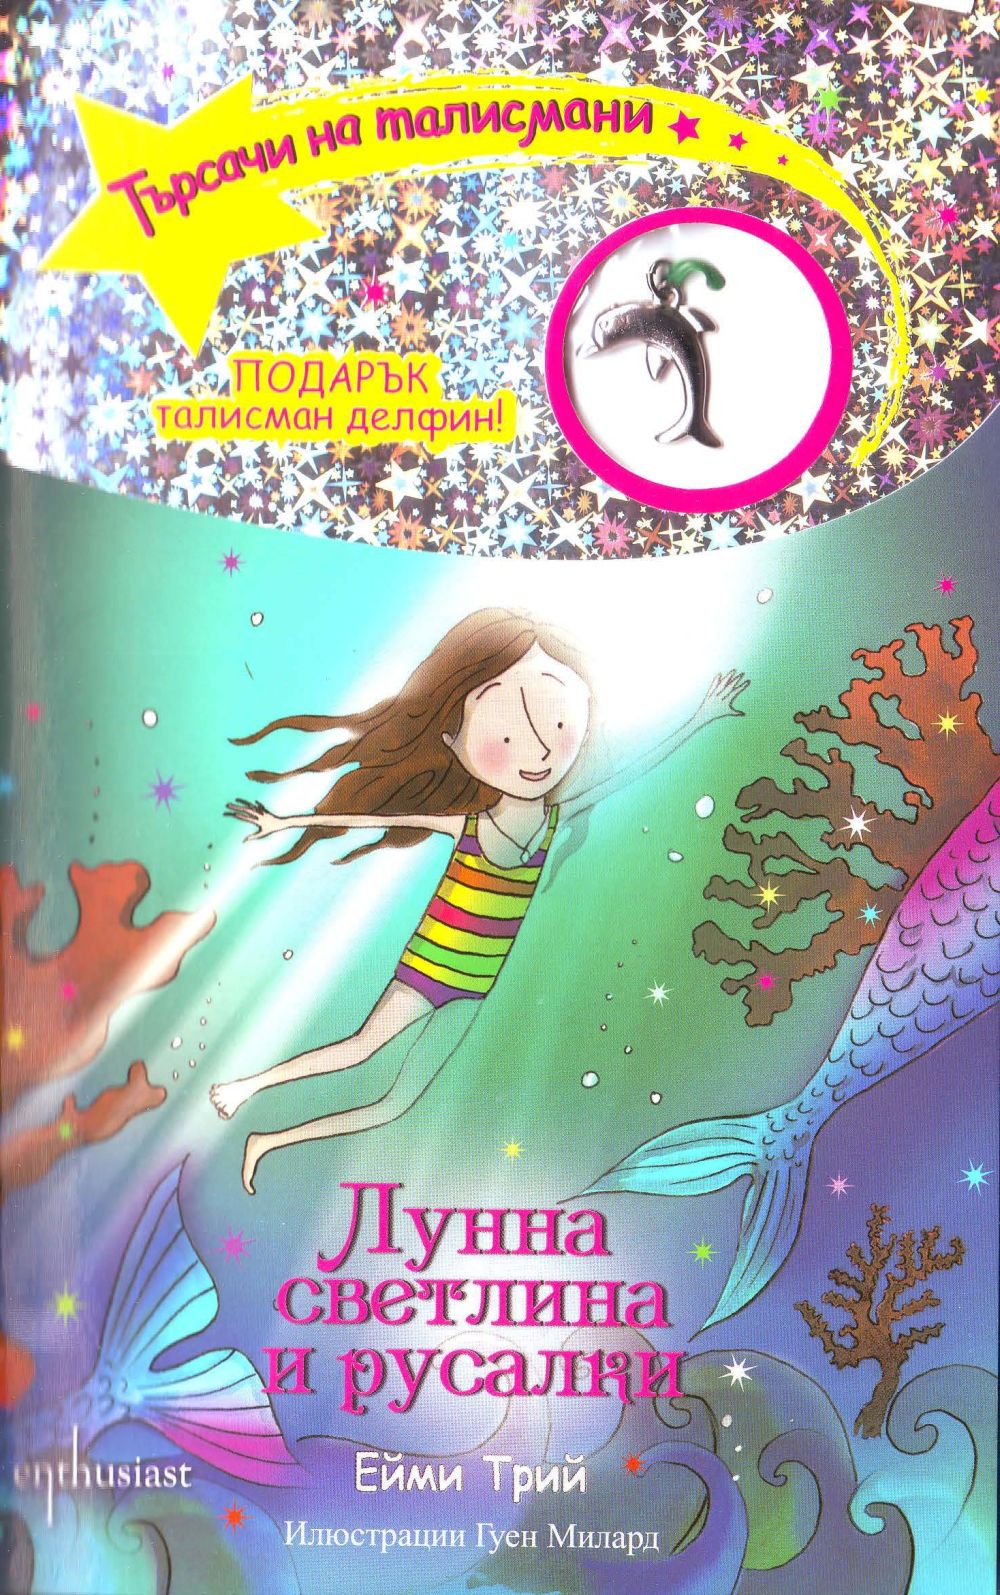 Търсачи на талисмани
ПОДАРЪК
талисман делфин!
Лунна
светлина
и русалки
enthusiast
Ейми Трий
Илюстрации Гуен Милард